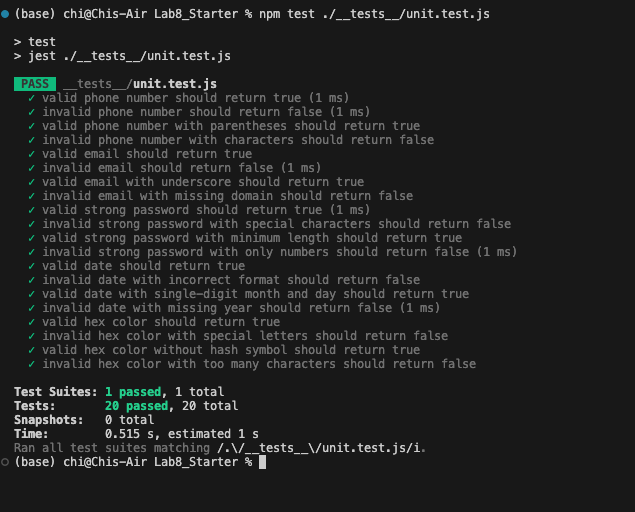 (base) chi@Chis-Air Lab8_Starter % npm test ./__tests__/unit.test.js
> test
> jest ./__tests__/unit.test.js
PASS __tests__/unit.test.js
✓ valid phone number should return true (1 ms)
✓ invalid phone number should return false (1 ms)
✓ valid phone number with parentheses should return true
✓ invalid phone number with characters should return false
✓ valid email should return true
✓ invalid email should return false (1 ms)
✓ valid email with underscore should return true
✓ invalid email with missing domain should return false
✓ valid strong password should return true (1 ms)
✓ invalid strong password with special characters should return false
✓ valid strong password with minimum length should return true
✓ invalid strong password with only numbers should return false (1 ms)
✓ valid date should return true
✓ invalid date with incorrect format should return false
✓ valid date with single-digit month and day should return true
✓ invalid date with missing year should return false (1 ms)
✓ valid hex color should return true
✓ invalid hex color with special letters should return false
✓ valid hex color without hash symbol should return true
✓ invalid hex color with too many characters should return false
Test Suites: 1 passed, 1 total
Tests: 20 passed, 20 total
Snapshots: 0 total
Time: 0.515 s, estimated 1 s
Ran all test suites matching /.\/__tests__\/unit.test.js/i.
(base) chi@Chis-Air Lab8_Starter %